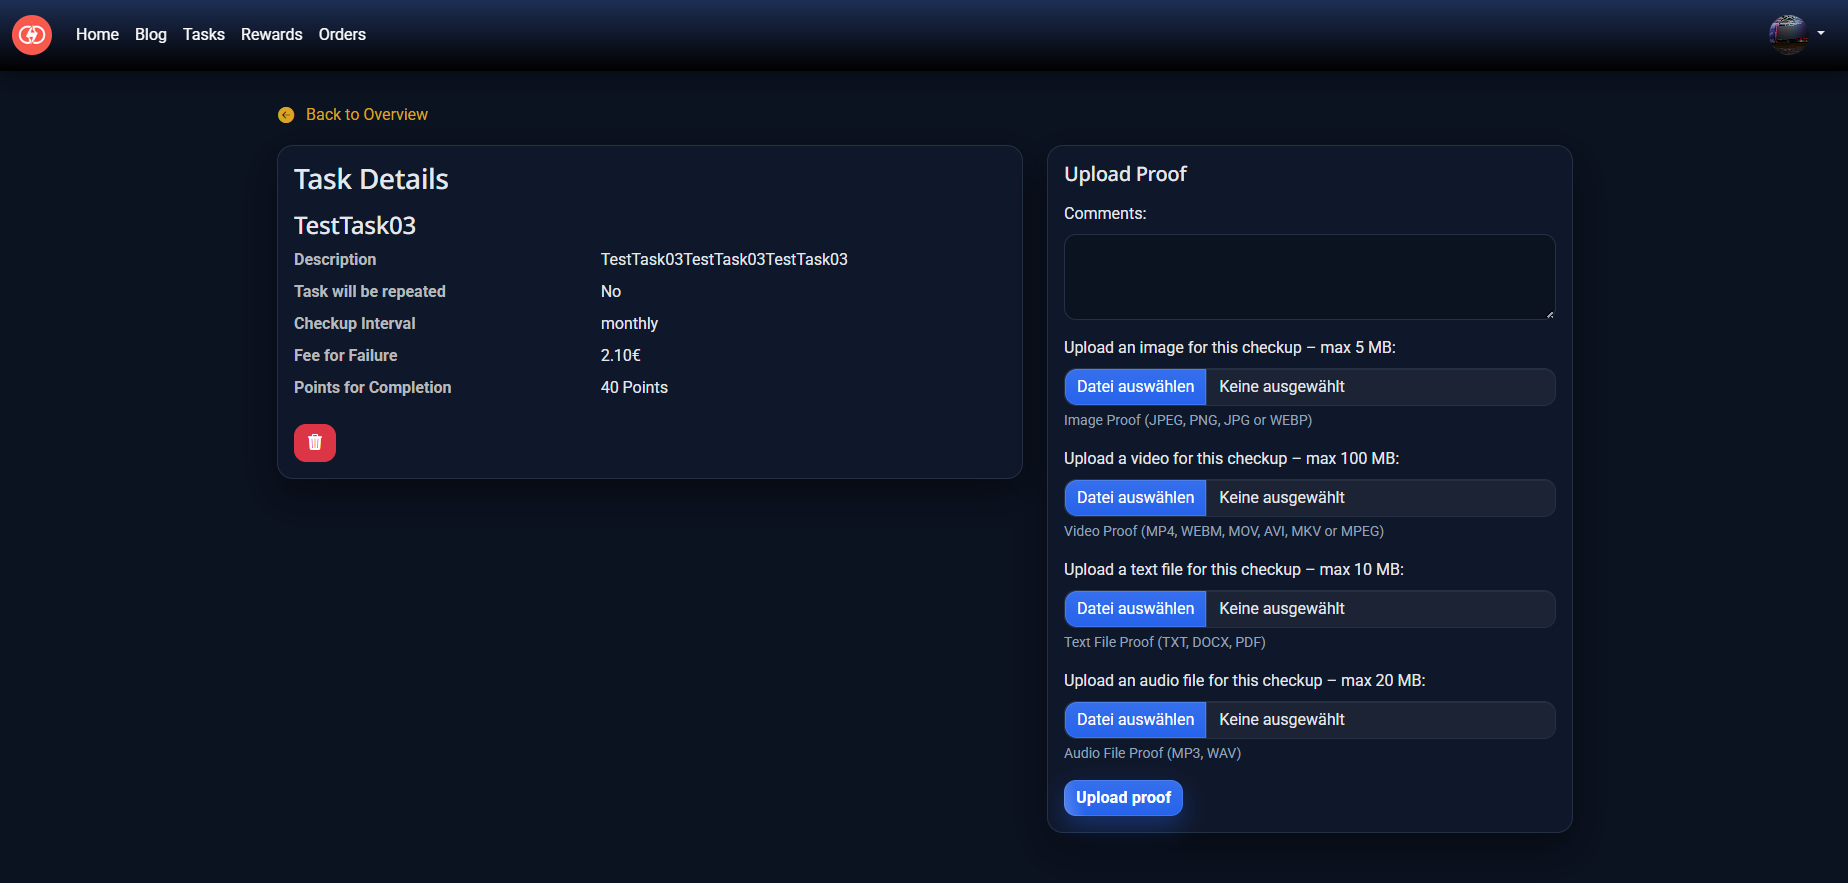 Home Blog Tasks Rewards Orders
Back to Overview
Task Details
TestTask03
Description TestTask03TestTask03TestTask03
Task will be repeated No
Checkup Interval monthly
Fee for Failure 2.10€
Points for Completion 40 Points
Upload Proof
Comments:
Upload an image for this checkup – max 5 MB:
Datei auswählen Keine ausgewählt
Image Proof (JPEG, PNG, JPG or WEBP)
Upload a video for this checkup – max 100 MB:
Datei auswählen Keine ausgewählt
Video Proof (MP4, WEBM, MOV, AVI, MKV or MPEG)
Upload a text file for this checkup – max 10 MB:
Datei auswählen Keine ausgewählt
Text File Proof (TXT, DOCX, PDF)
Upload an audio file for this checkup – max 20 MB:
Datei auswählen Keine ausgewählt
Audio File Proof (MP3, WAV)
Upload proof